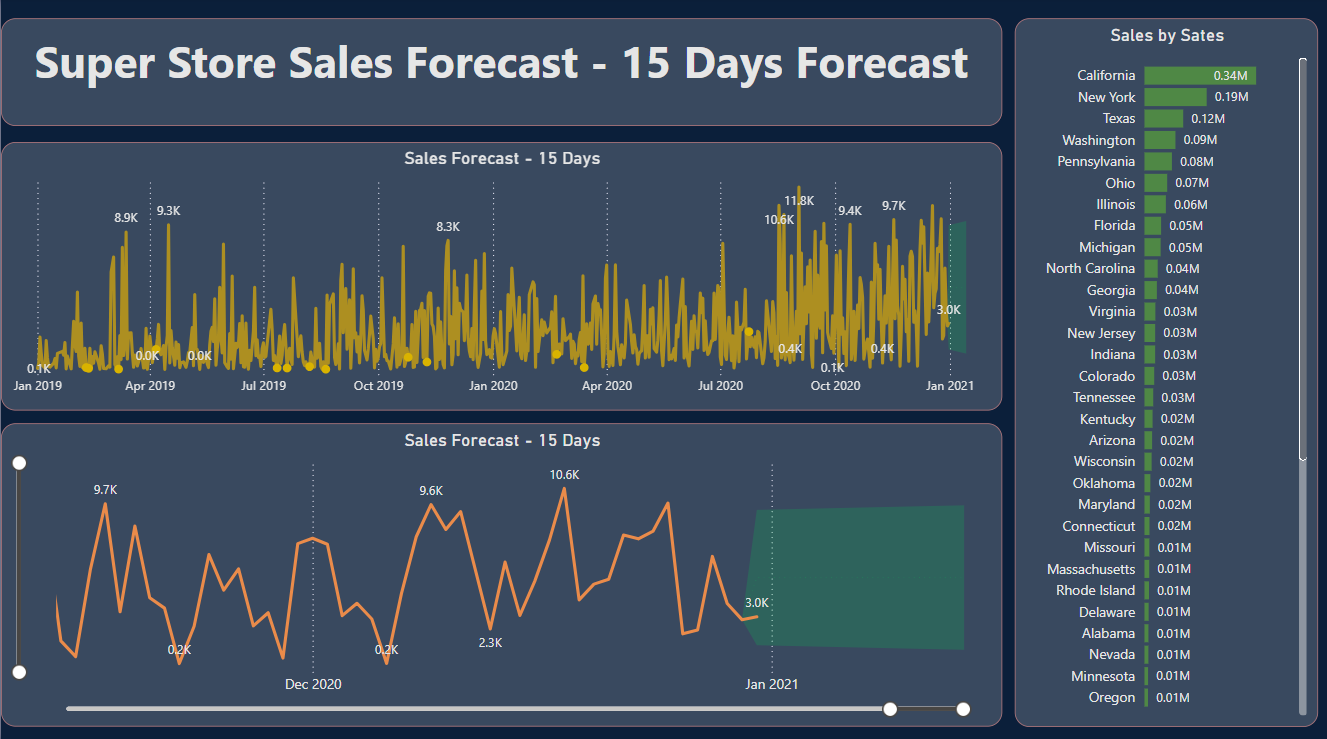 Super Store Sales Forecast - 15 Days Forecast
Sales Forecast - 15 Days
8.9K
9.3K
8.3K
10.6K
11.8K
9.4K
9.7K
3.0K
0.1K
0.0K
0.0K
0.4K
0.1K
0.4K
Jan 2019
Apr 2019
Jul 2019
Oct 2019
Jan 2020
Apr 2020
Jul 2020
Oct 2020
Jan 2021
Sales Forecast - 15 Days
9.7K
0.2K
0.2K
9.6K
2.3K
10.6K
3.0K
Dec 2020
Jan 2021
Sales by Sates
California 0.34M
New York 0.19M
Texas 0.12M
Washington 0.09M
Pennsylvania 0.08M
Ohio 0.07M
Illinois 0.06M
Florida 0.05M
Michigan 0.05M
North Carolina 0.04M
Georgia 0.04M
Virginia 0.03M
New Jersey 0.03M
Indiana 0.03M
Colorado 0.03M
Tennessee 0.03M
Kentucky 0.02M
Arizona 0.02M
Wisconsin 0.02M
Oklahoma 0.02M
Maryland 0.02M
Connecticut 0.02M
Missouri 0.01M
Massachusetts 0.01M
Rhode Island 0.01M
Delaware 0.01M
Alabama 0.01M
Nevada 0.01M
Minnesota 0.01M
Oregon 0.01M